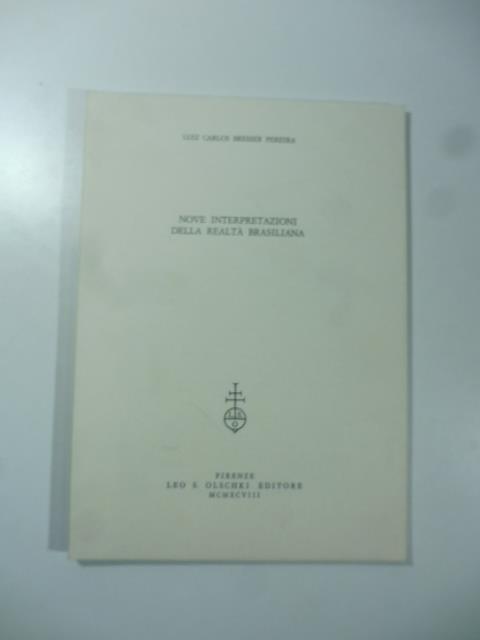 LUIZ CARLOS BRESSER PEREIRA
NOVE INTERPRETAZIONI
DELLA REALTÀ BRASILIANA
L S
O
FIRENZE
LEO S. OLSCHKI EDITORE
MCMXCVIII